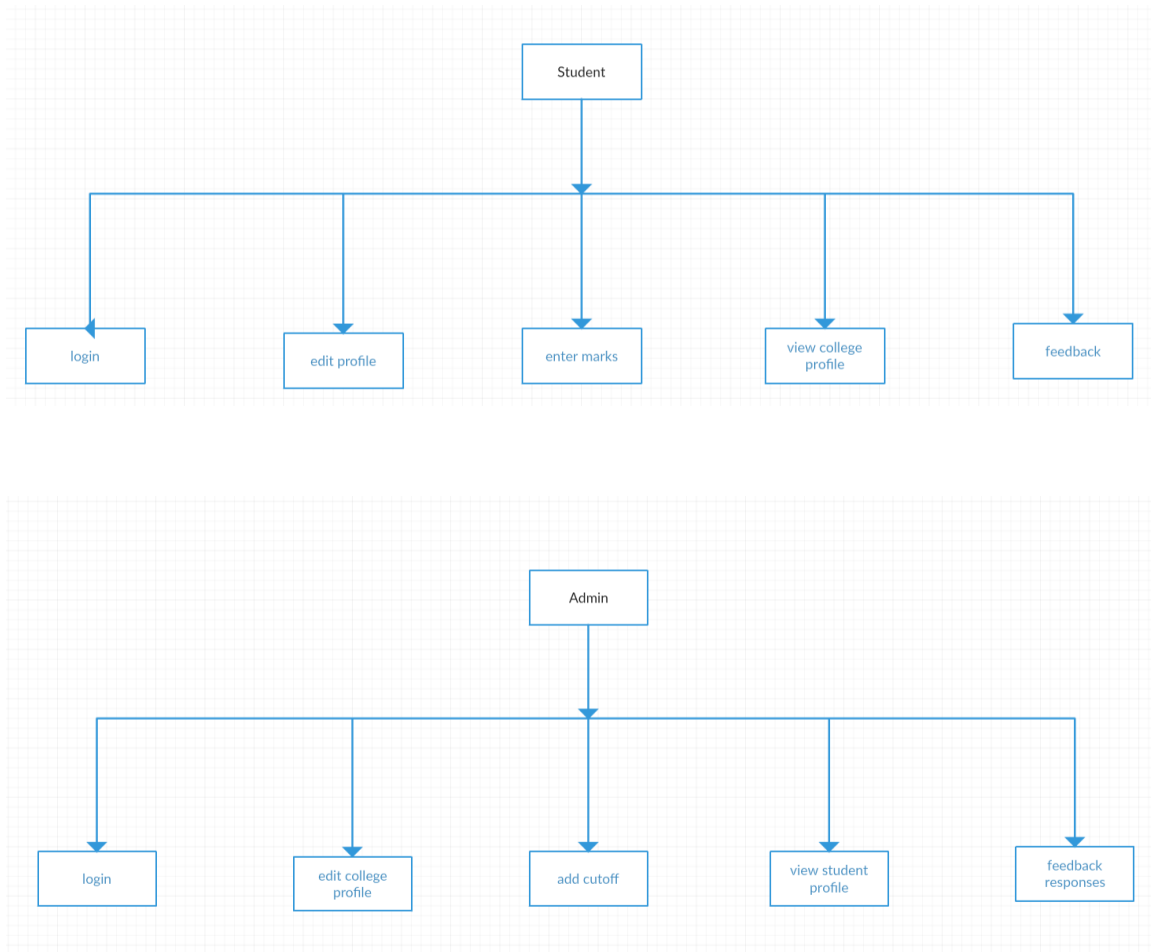 Student
login
edit profile
enter marks
view college
profile
feedback
Admin
login
edit college
profile
add cutoff
view student
profile
feedback
responses